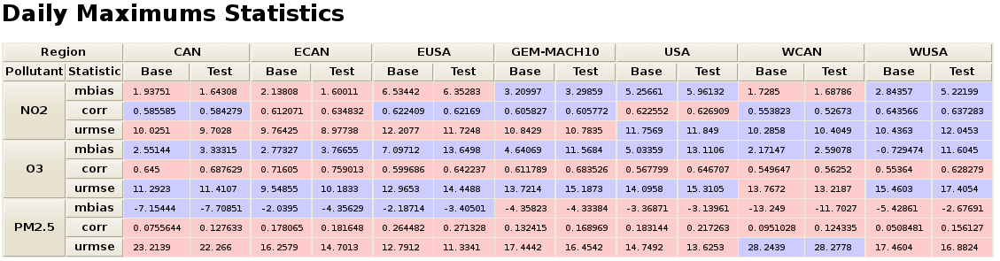 Daily Maximums Statistics
Region CAN ECAN EUSA GEM-MACH10 USA WCAN WUSA
Pollutant Statistic Base Test Base Test Base Test Base Test Base Test Base Test Base Test
NO2 mbias 1.93751 1.64308 2.13808 1.60011 6.53442 6.35283 3.20997 3.29859 5.25661 5.96132 1.7285 1.68786 2.84357 5.22199
corr 0.585585 0.584279 0.612071 0.634832 0.622409 0.62169 0.605827 0.605772 0.622552 0.626909 0.553823 0.52673 0.643566 0.637283
urmse 10.0251 9.7028 9.76425 8.97738 12.2077 11.7248 10.8429 10.7835 11.7569 11.849 10.2858 10.4049 10.4363 12.0453
O3 mbias 2.55144 3.33315 2.77327 3.76655 7.09712 13.6498 4.64069 11.5684 5.03359 13.1106 2.17147 2.59078 -0.729474 11.6045
corr 0.645 0.687629 0.71605 0.759013 0.599686 0.642237 0.611789 0.683526 0.567799 0.646707 0.549647 0.56252 0.55364 0.628279
urmse 11.2923 11.4107 9.54855 10.1833 12.9653 14.4488 13.7214 15.1873 14.0958 15.3105 13.7672 13.2187 15.4603 17.4054
PM2.5 mbias -7.15444 -7.70851 -2.0395 -4.35629 -2.18714 -3.40501 -4.35823 -4.33384 -3.36871 -3.13961 -13.249 -11.7027 -5.42861 -2.67691
corr 0.0755644 0.127633 0.178065 0.181648 0.264482 0.271328 0.132415 0.168969 0.183144 0.217263 0.0951028 0.124335 0.0508481 0.156127
urmse 23.2139 22.266 16.2579 14.7013 12.7912 11.3341 17.4442 16.4542 14.7492 13.6253 28.2439 28.2778 17.4604 16.8824